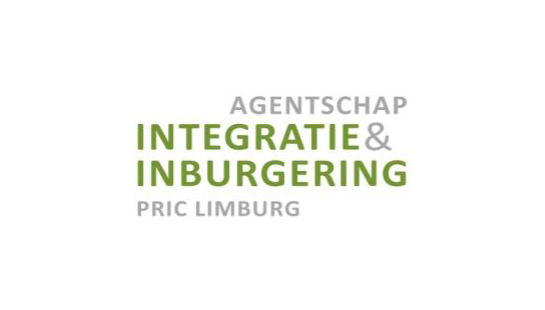 AGENTSCHAP
INTEGRATIE&
INBURGERING
PRIC LIMBURG